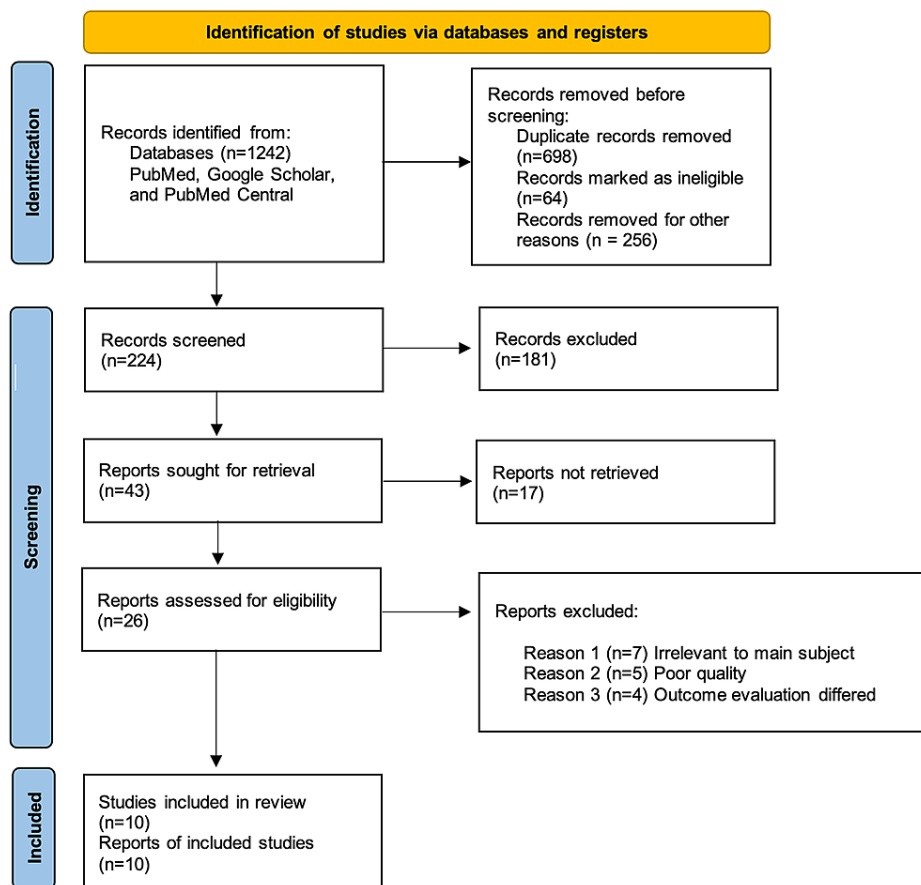 Identification of studies via databases and registers
Identification
Records identified from:
Databases (n=1242)
PubMed, Google Scholar,
and PubMed Central
Records removed before
screening:
Duplicate records removed
(n=698)
Records marked as ineligible
(n=64)
Records removed for other
reasons (n = 256)
Screening
Records screened
(n=224)
Records excluded
(n=181)
Reports sought for retrieval
(n=43)
Reports not retrieved
(n=17)
Reports assessed for eligibility
(n=26)
Reports excluded:
Reason 1 (n=7) Irrelevant to main subject
Reason 2 (n=5) Poor quality
Reason 3 (n=4) Outcome evaluation differed
Included
Studies included in review
(n=10)
Reports of included studies
(n=10)